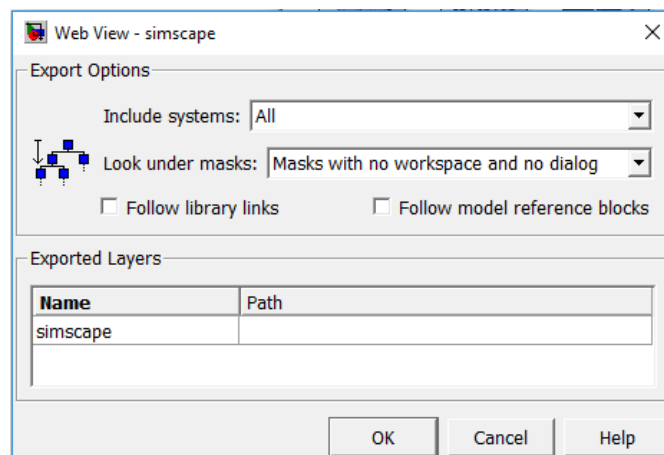 Web View - simscape
Export Options
Include systems: All
Look under masks: Masks with no workspace and no dialog
Follow library links Follow model reference blocks
Exported Layers
Name Path
simscape
OK Cancel Help